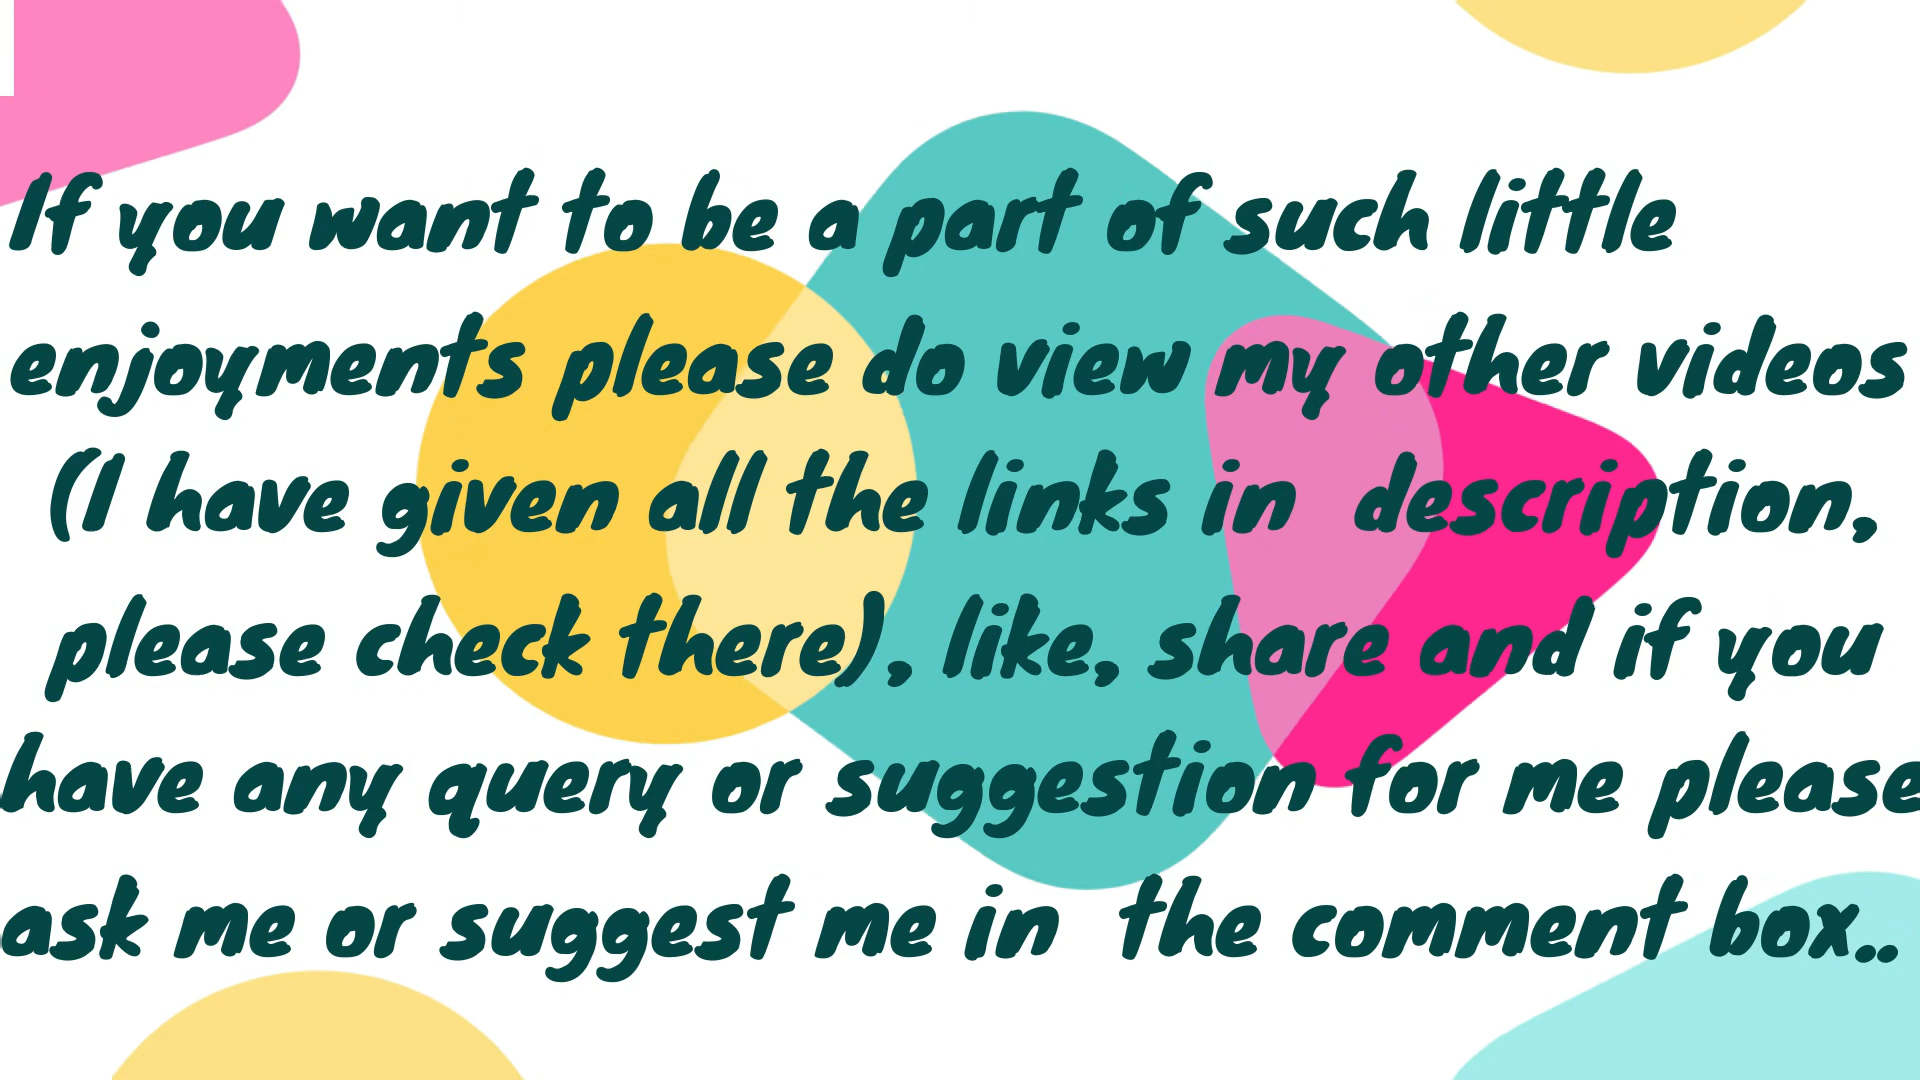 If you want to be a part of such little
enjoyments please do view my other videos
(I have given all the links in description,
please check there), like, share and if you
have any query or suggestion for me please
ask me or suggest me in the comment box..